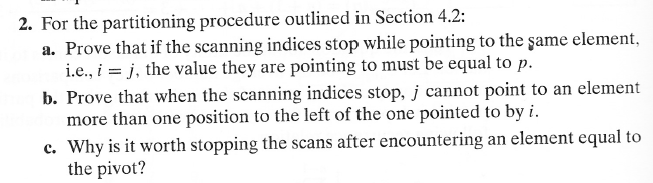 2. For the partitioning procedure outlined in Section 4.2:
a. Prove that if the scanning indices stop while pointing to the same element,
i.e., i = j, the value they are pointing to must be equal to p.
b. Prove that when the scanning indices stop, j cannot point to an element
more than one position to the left of the one pointed to by i.
c. Why is it worth stopping the scans after encountering an element equal to
the pivot?